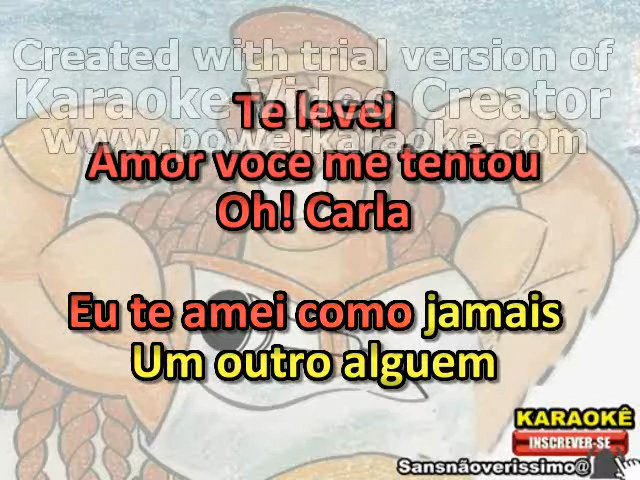 Created with trial version of
Karaoke Video Creator
www.powerkaraoke.com
Te levei
Amor voce me tentou
Oh! Carla
Eu te amei como jamais
Um outro alguem
KARAOKÊ
INSCREVER-SE
Sansnãoverissimo@